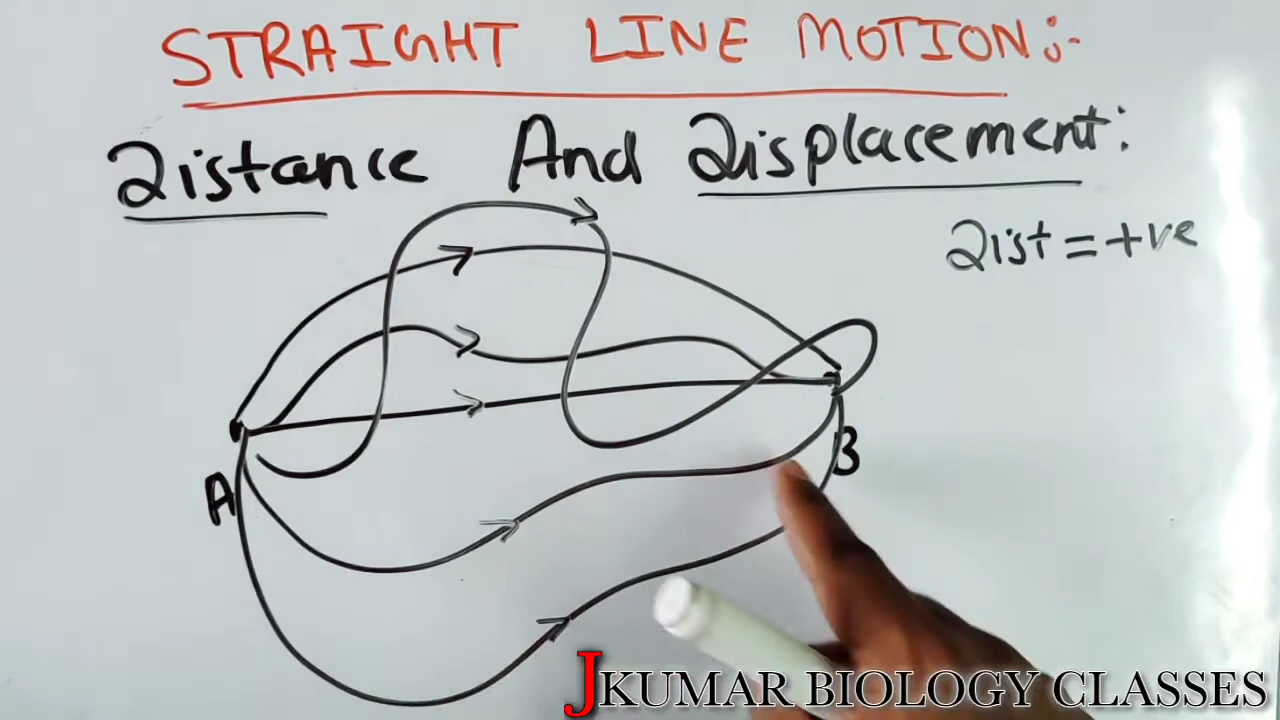 STRAIGHT LINE MOTION:-
Distance And Displacement:
Dist = +ve
A
B
JKUMAR BIOLOGY CLASSES